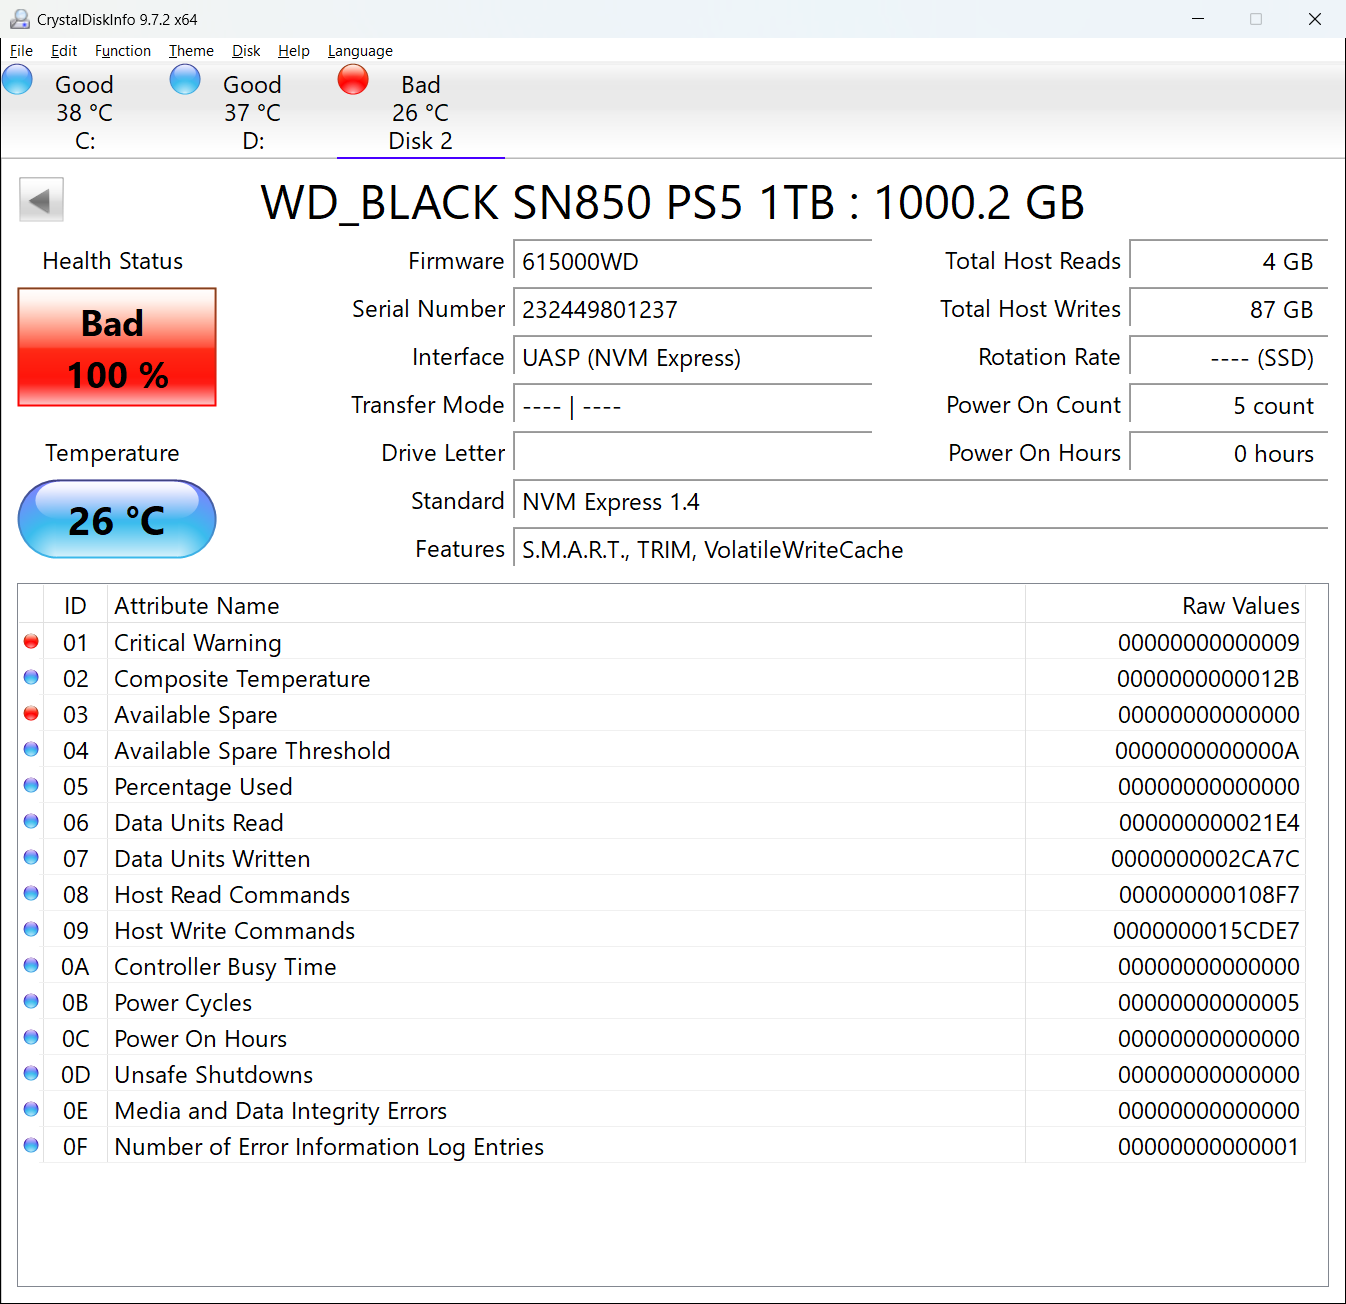 CrystalDiskInfo 9.7.2 x64
File Edit Function Theme Disk Help Language
Good Good Bad
38 °C 37 °C 26 °C
C: D: Disk 2
WD_BLACK SN850 PS5 1TB : 1000.2 GB
Health Status
Bad
100 %
Temperature
26 °C
Firmware 615000WD
Serial Number 232449801237
Interface UASP (NVM Express)
Transfer Mode ---- | ----
Drive Letter
Standard NVM Express 1.4
Features S.M.A.R.T., TRIM, VolatileWriteCache
Total Host Reads 4 GB
Total Host Writes 87 GB
Rotation Rate ---- (SSD)
Power On Count 5 count
Power On Hours 0 hours
ID Attribute Name Raw Values
01 Critical Warning 00000000000009
02 Composite Temperature 0000000000012B
03 Available Spare 00000000000000
04 Available Spare Threshold 0000000000000A
05 Percentage Used 00000000000000
06 Data Units Read 000000000021E4
07 Data Units Written 0000000002CA7C
08 Host Read Commands 000000000108F7
09 Host Write Commands 0000000015CDE7
0A Controller Busy Time 00000000000000
0B Power Cycles 00000000000005
0C Power On Hours 00000000000000
0D Unsafe Shutdowns 00000000000000
0E Media and Data Integrity Errors 00000000000000
0F Number of Error Information Log Entries 00000000000001